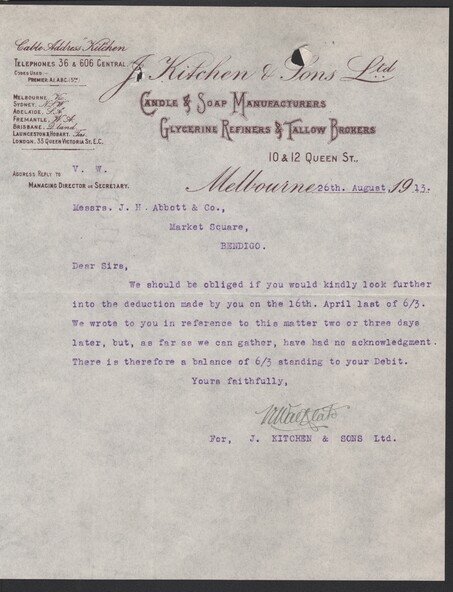 Cable Address "Kitchen
Telephones 36 & 606 Central
Codes Used:-
Premier A1 ABC (5th)
J. Kitchen & Sons Ltd
Candle & Soap Manufacturers
Glycerine Refiners & Tallow Brokers
10 & 12 Queen St.,
Melbourne, Vic.
Sydney, N.S.W.
Adelaide, S.A.
Fremantle, W.A.
Brisbane, Q'land
Launceston & Hobart, Tas.
London, 35 Queen Victoria St. E.C.
Address Reply to V. W.
Managing Director or Secretary.
Melbourne 26th. August 1913.
Messrs. J. H. Abbott & Co.,
Market Square,
BENDIGO.
Dear Sirs,
We should be obliged if you would kindly look further
into the deduction made by you on the 16th. April last of 6/3.
We wrote to you in reference to this matter two or three days
later, but, as far as we can gather, have had no acknowledgment.
There is therefore a balance of 6/3 standing to your Debit.
Yours faithfully,
For, J. KITCHEN & SONS Ltd.